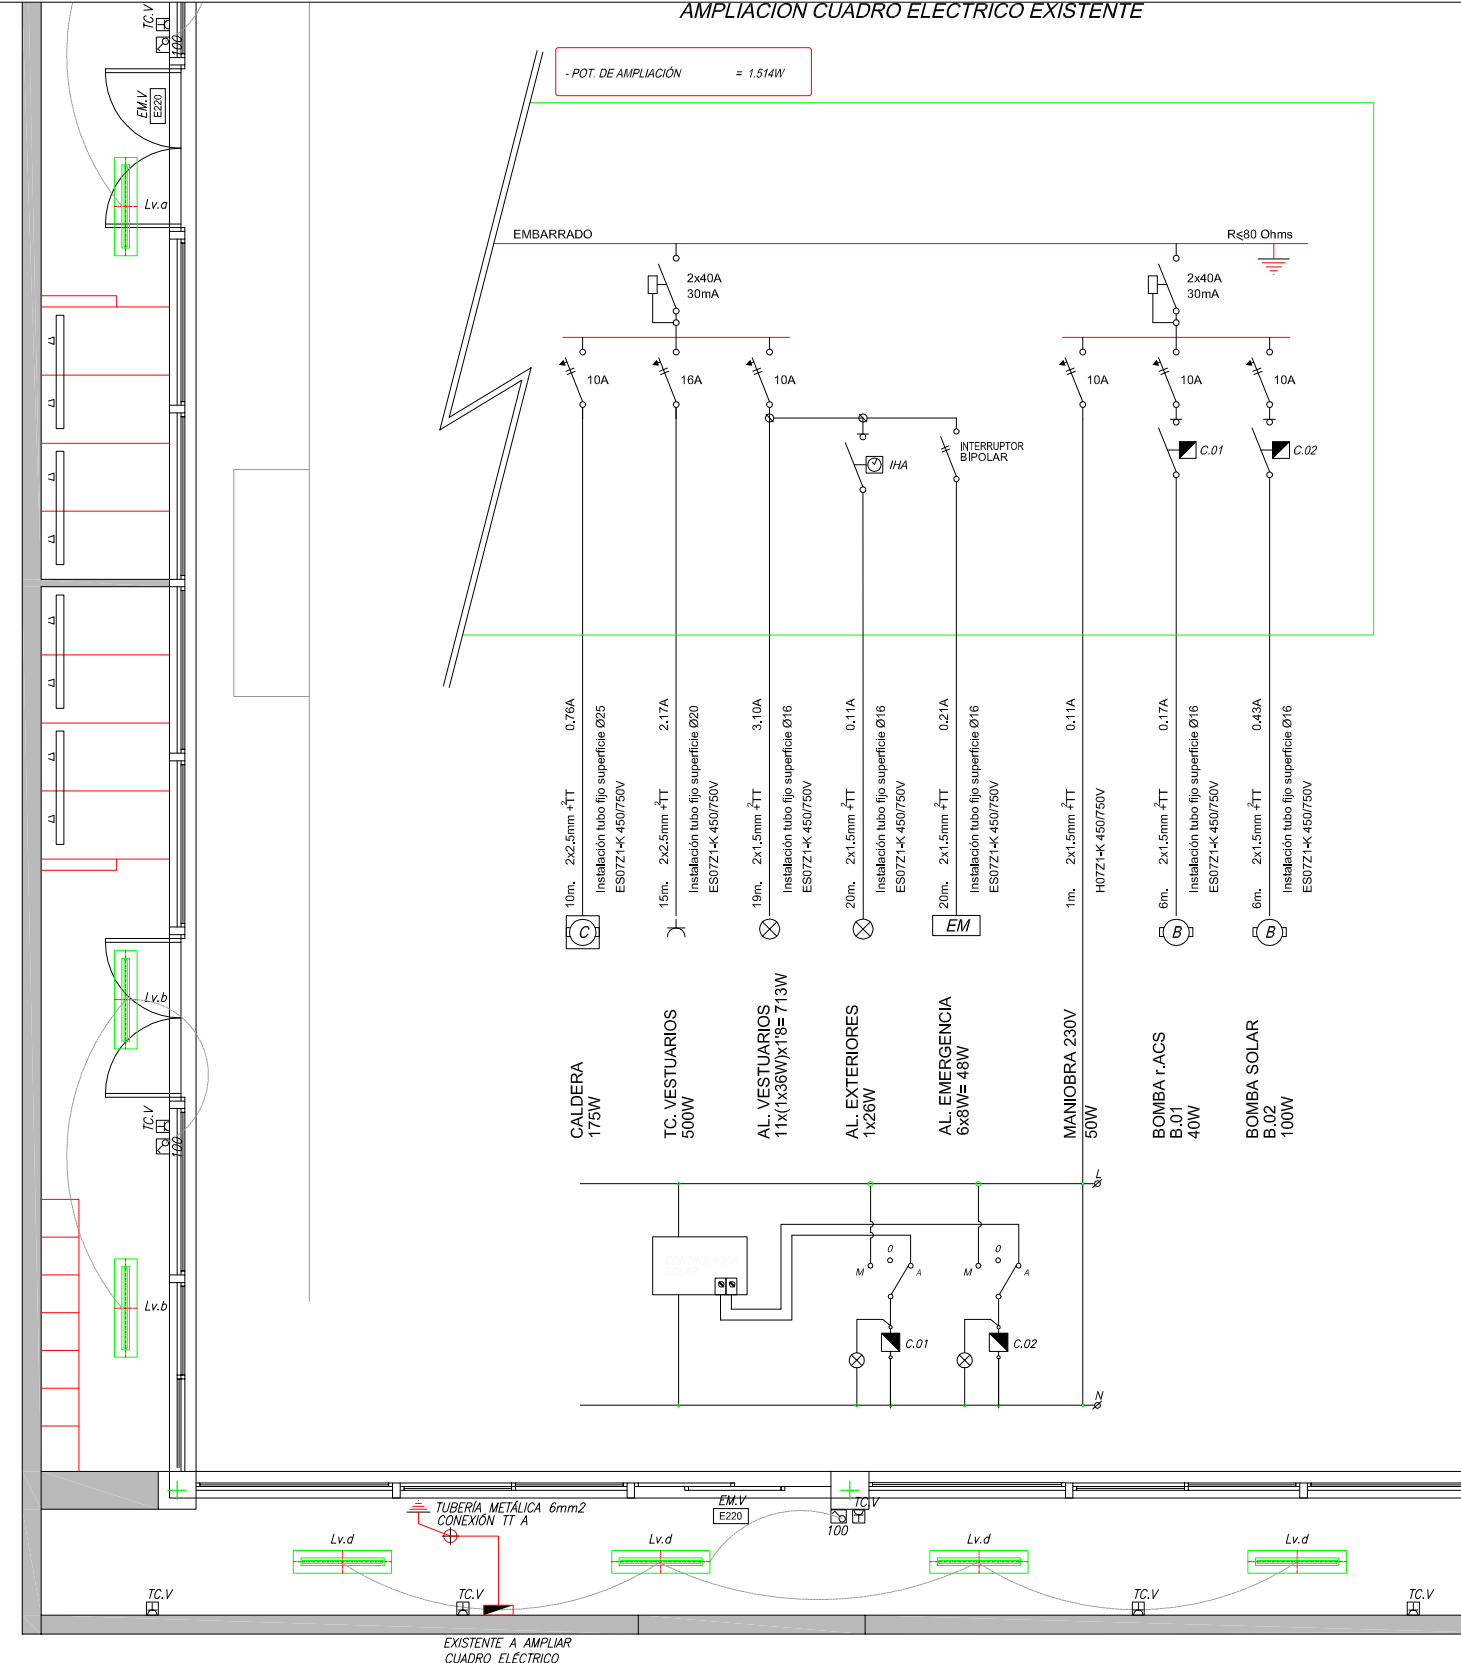 AMPLIACION CUADRO ELECTRICO EXISTENTE
- POT. DE AMPLIACIÓN = 1.514W
TC.V
100
EM.V
E220
Lv.a
EMBARRADO
R≤80 Ohms
2x40A
30mA
2x40A
30mA
10A
16A
10A
10A
10A
10A
IHA
INTERRUPTOR
BIPOLAR
C.01
C.02
10m. 2x2.5mm²+TT 0.76A
Instalación tubo fijo superficie Ø25
ES07Z1-K 450/750V
15m. 2x2.5mm²+TT 2.17A
Instalación tubo fijo superficie Ø20
ES07Z1-K 450/750V
19m. 2x1.5mm²+TT 3.10A
Instalación tubo fijo superficie Ø16
ES07Z1-K 450/750V
20m. 2x1.5mm²+TT 0.11A
Instalación tubo fijo superficie Ø16
ES07Z1-K 450/750V
20m. 2x1.5mm²+TT 0.21A
Instalación tubo fijo superficie Ø16
ES07Z1-K 450/750V
1m. 2x1.5mm²+TT 0.11A
H07Z1-K 450/750V
6m. 2x1.5mm²+TT 0.17A
Instalación tubo fijo superficie Ø16
ES07Z1-K 450/750V
6m. 2x1.5mm²+TT 0.43A
Instalación tubo fijo superficie Ø16
ES07Z1-K 450/750V
C
EM
B
B
CALDERA
175W
TC. VESTUARIOS
500W
AL. VESTUARIOS
11x(1x36W)x1'8= 713W
AL. EXTERIORES
1x26W
AL. EMERGENCIA
6x8W= 48W
MANIOBRA 230V
50W
BOMBA r.ACS
B.01
40W
BOMBA SOLAR
B.02
100W
Lv.b
TC.V
100
Lv.b
L
M
0
A
M
0
A
C.01
C.02
N
TUBERÍA METÁLICA 6mm2
CONEXIÓN TT A
EM.V
E220
TC.V
100
Lv.d
Lv.d
Lv.d
Lv.d
TC.V
TC.V
TC.V
TC.V
EXISTENTE A AMPLIAR
CUADRO ELÉCTRICO